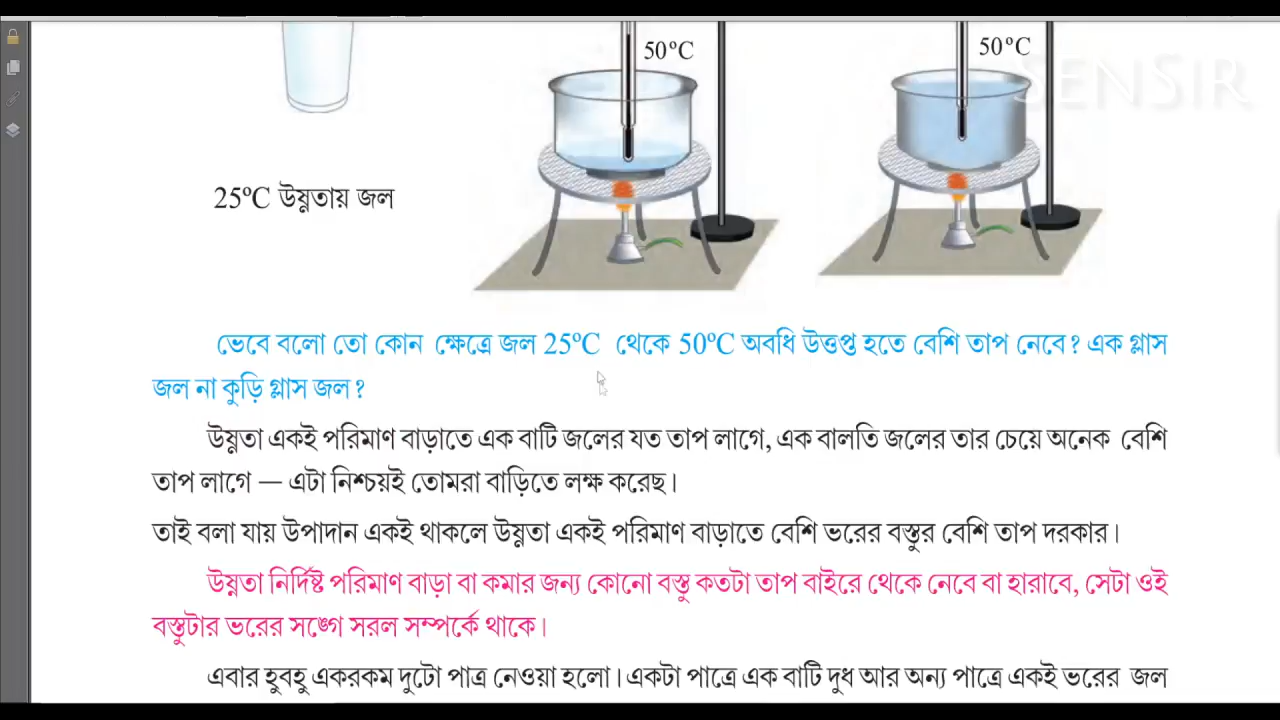 50°C
50°C
SENSIR
25°C উষ্ণতায় জল
ভেবে বলো তো কোন ক্ষেত্রে জল 25°C থেকে 50°C অবধি উত্তপ্ত হতে বেশি তাপ নেবে? এক গ্লাস
জল না কুড়ি গ্লাস জল?
উষ্ণতা একই পরিমাণ বাড়াতে এক বাটি জলের যত তাপ লাগে, এক বালতি জলের তার চেয়ে অনেক বেশি
তাপ লাগে — এটা নিশ্চয়ই তোমরা বাড়িতে লক্ষ করেছ।
তাই বলা যায় উপাদান একই থাকলে উষ্ণতা একই পরিমাণ বাড়াতে বেশি ভরের বস্তুর বেশি তাপ দরকার।
উষ্ণতা নির্দিষ্ট পরিমাণ বাড়া বা কমার জন্য কোনো বস্তু কতটা তাপ বাইরে থেকে নেবে বা হারাবে, সেটা ওই
বস্তুটার ভরের সঙ্গে সরল সম্পর্কে থাকে।
এবার হুবহু একরকম দুটো পাত্র নেওয়া হলো। একটা পাত্রে এক বাটি দুধ আর অন্য পাত্রে একই ভরের জল